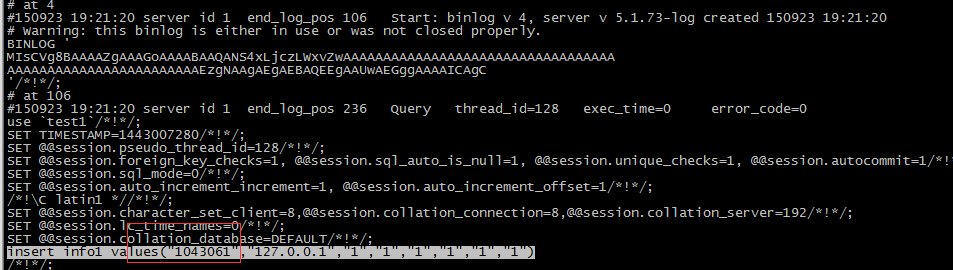 # at 4
#150923 19:21:20 server id 1  end_log_pos 106   Start: binlog v 4, server v 5.1.73-log created 150923 19:21:20
# Warning: this binlog is either in use or was not closed properly.
BINLOG '
MIsCVg8BAAAAZgAAAGoAAAABAAQANS4xLjczLWxvZwAAAAAAAAAAAAAAAAAAAAAAAAAAAAAAAAAA
AAAAAAAAAAAAAAAAAAAAAAAAEzgNAAgAEgAEBAQEEgAAUwAEGggAAAAICAgC
'/*!*/;
# at 106
#150923 19:21:20 server id 1  end_log_pos 236   Query   thread_id=128   exec_time=0     error_code=0
use `test1`/*!*/;
SET TIMESTAMP=1443007280/*!*/;
SET @@session.pseudo_thread_id=128/*!*/;
SET @@session.foreign_key_checks=1, @@session.sql_auto_is_null=1, @@session.unique_checks=1, @@session.autocommit=1/*!
SET @@session.sql_mode=0/*!*/;
SET @@session.auto_increment_increment=1, @@session.auto_increment_offset=1/*!*/;
/*!\C latin1 *//*!*/;
SET @@session.character_set_client=8,@@session.collation_connection=8,@@session.collation_server=192/*!*/;
SET @@session.lc_time_names=0/*!*/;
SET @@session.collation_database=DEFAULT/*!*/;
insert info1 values("1043061","127.0.0.1","1","1","1","1","1","1")
/*!*/;